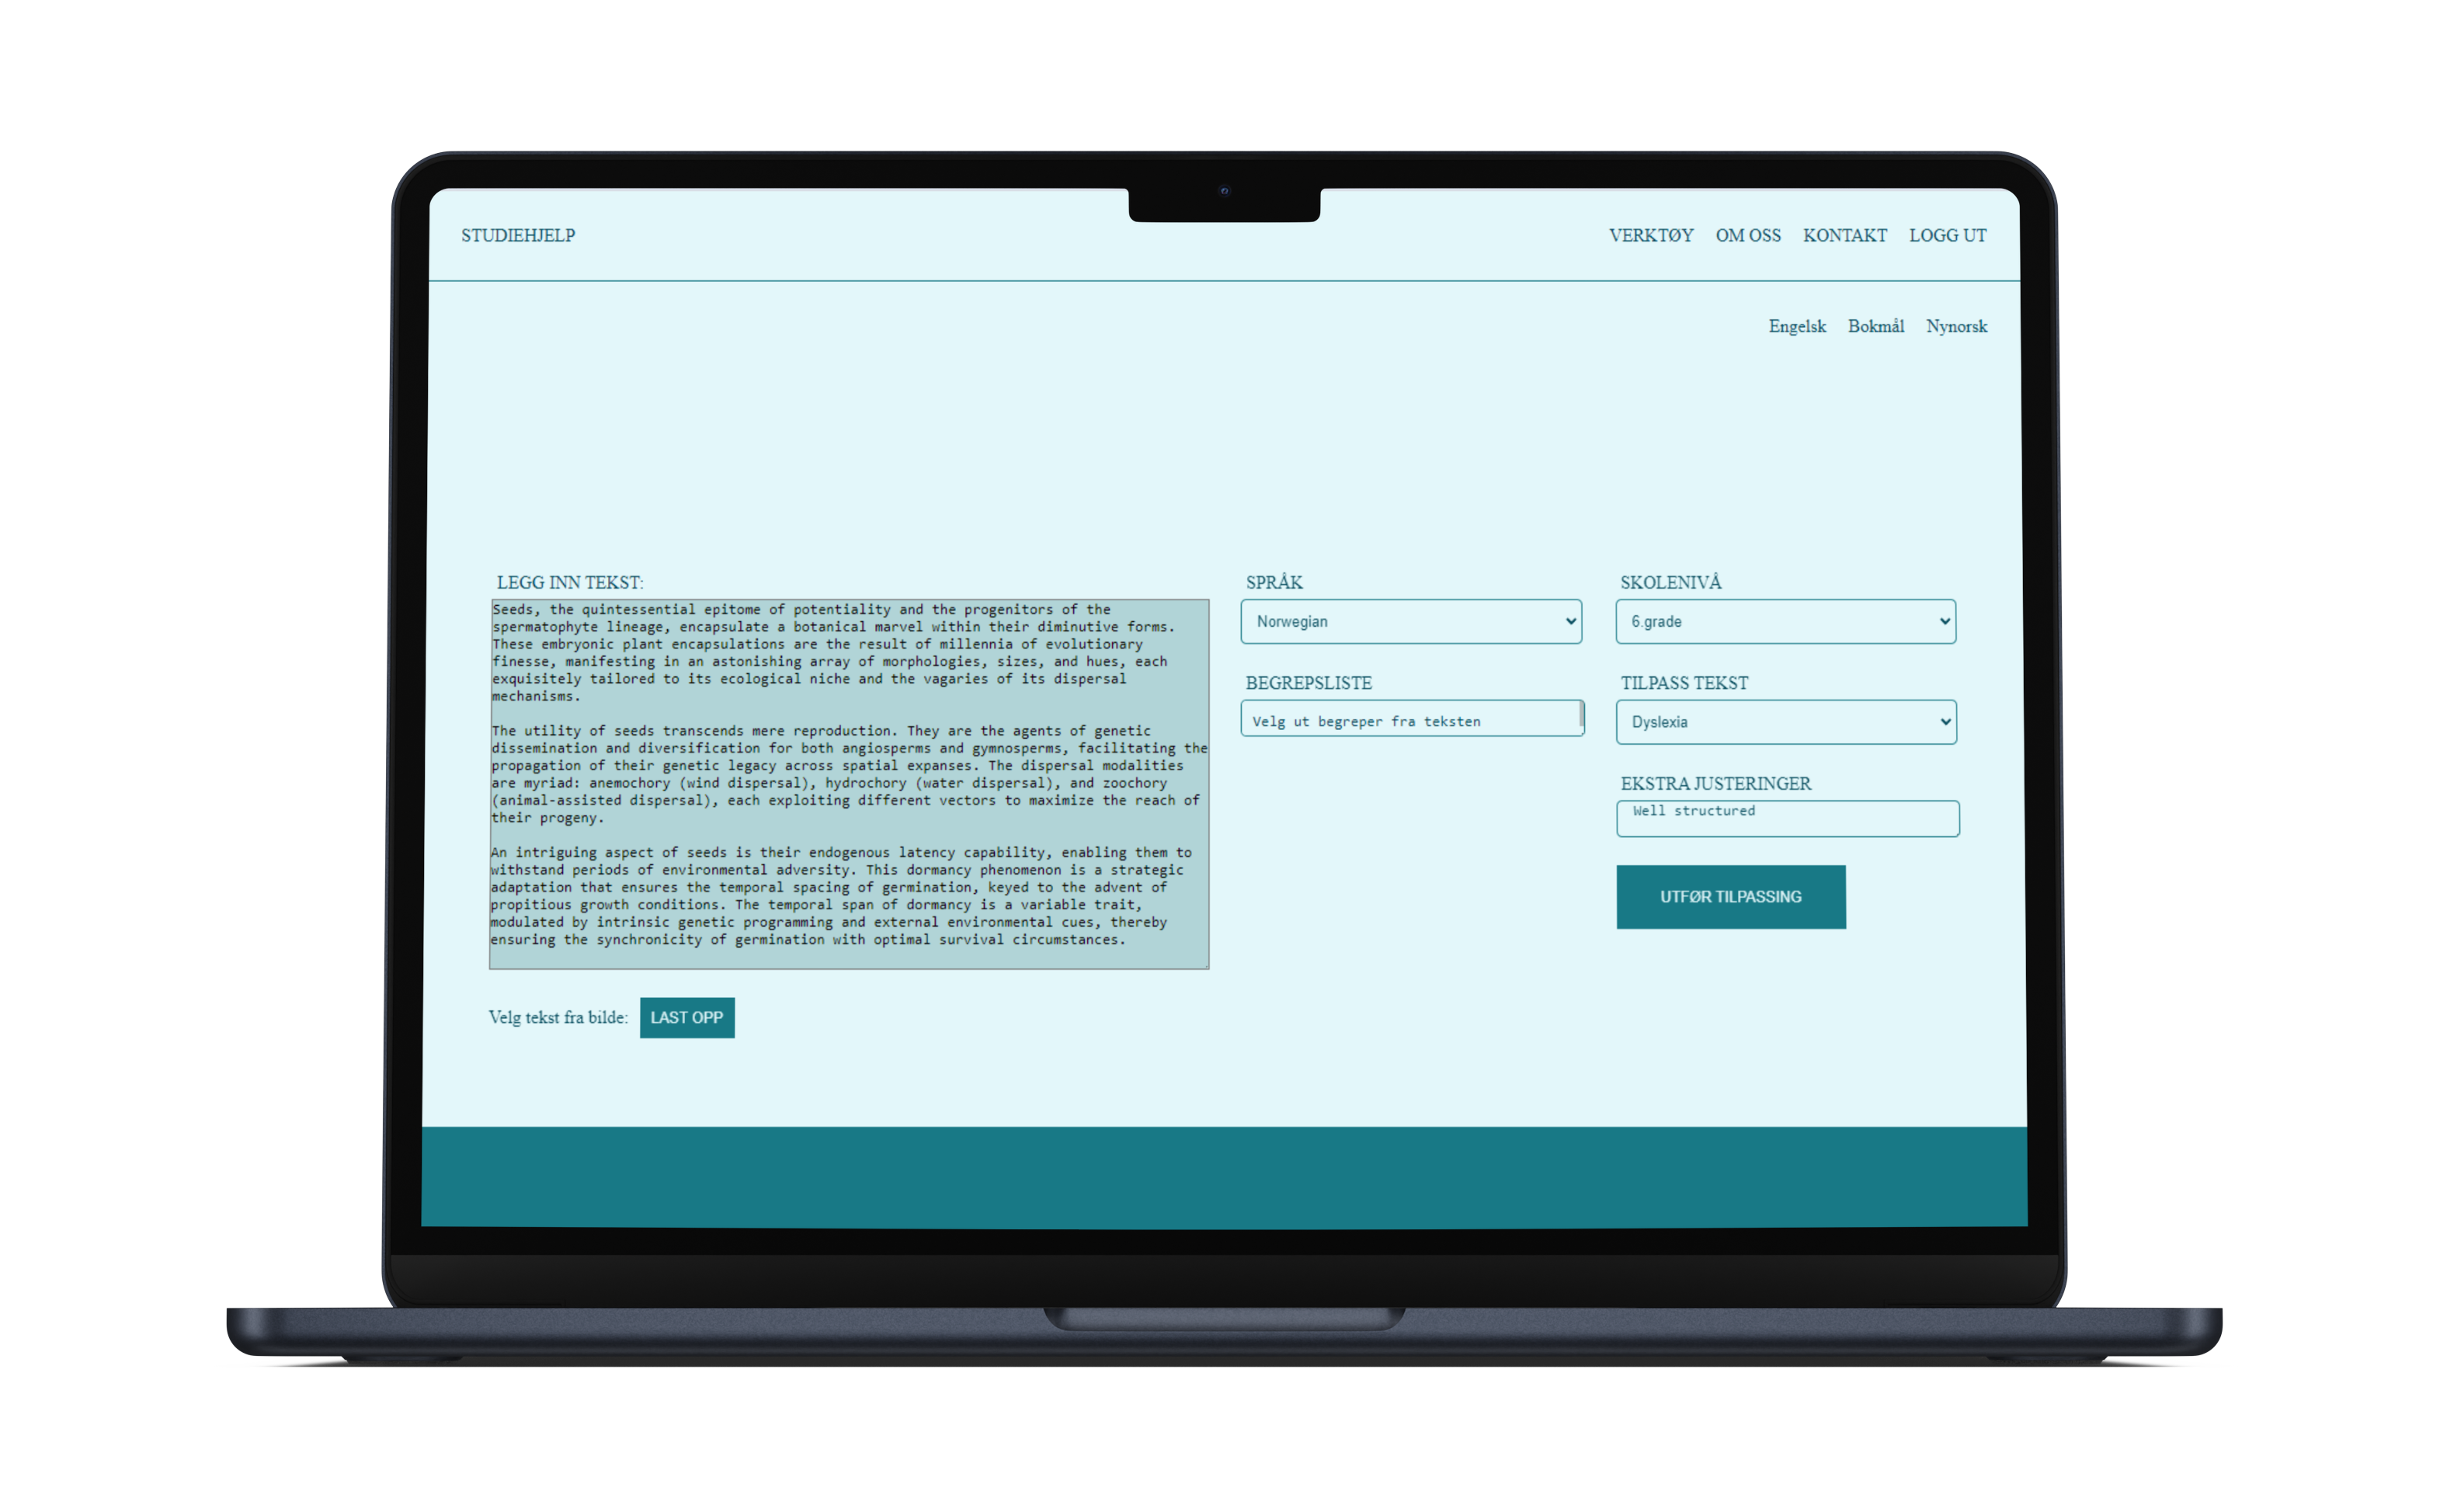 STUDIEHJELP
VERKTØY OM OSS KONTAKT LOGG UT
Engelsk Bokmål Nynorsk
LEGG INN TEKST:
Seeds, the quintessential epitome of potentiality and the progenitors of the
spermatophyte lineage, encapsulate a botanical marvel within their diminutive forms.
These embryonic plant encapsulations are the result of millennia of evolutionary
finesse, manifesting in an astonishing array of morphologies, sizes, and hues, each
exquisitely tailored to its ecological niche and the vagaries of its dispersal
mechanisms.
The utility of seeds transcends mere reproduction. They are the agents of genetic
dissemination and diversification for both angiosperms and gymnosperms, facilitating the
propagation of their genetic legacy across spatial expanses. The dispersal modalities
are myriad: anemochory (wind dispersal), hydrochory (water dispersal), and zoochory
(animal-assisted dispersal), each exploiting different vectors to maximize the reach of
their progeny.
An intriguing aspect of seeds is their endogenous latency capability, enabling them to
withstand periods of environmental adversity. This dormancy phenomenon is a strategic
adaptation that ensures the temporal spacing of germination, keyed to the advent of
propitious growth conditions. The temporal span of dormancy is a variable trait,
modulated by intrinsic genetic programming and external environmental cues, thereby
ensuring the synchronicity of germination with optimal survival circumstances.
Velg tekst fra bilde: LAST OPP
SPRÅK
Norwegian
BEGREPSLISTE
Velg ut begreper fra teksten
SKOLENIVÅ
6.grade
TILPASS TEKST
Dyslexia
EKSTRA JUSTERINGER
Well structured
UTFØR TILPASSING